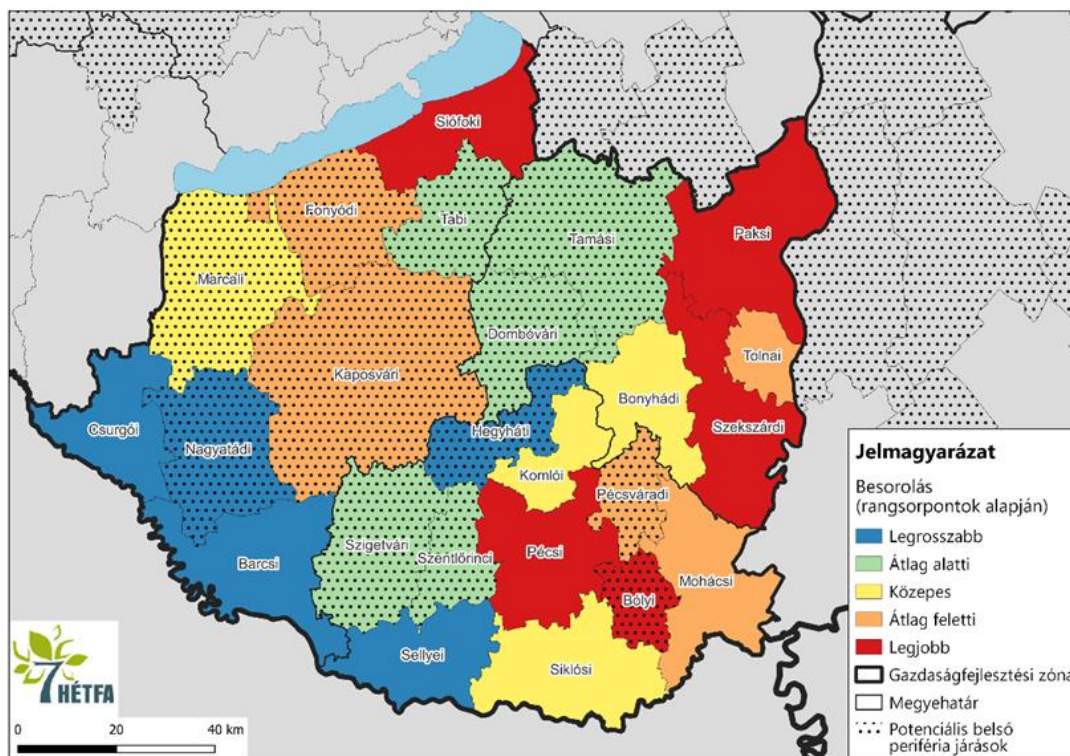 Siófoki
Fonyódi
Tabi
Tamási
Paksi
Marcali
Dombóvári
Tolnai
Kaposvári
Bonyhádi
Csurgói
Nagyatádi
Hegyháti
Szekszárdi
Komlói
Pécsváradi
Szigetvári
Szentlőrinci
Pécsi
Barcsi
Mohácsi
Bólyi
Sellyei
Siklósi
7 HÉTFA
0 20 40 km
Jelmagyarázat
Besorolás
(rangsorpontok alapján)
Legrosszabb
Átlag alatti
Közepes
Átlag feletti
Legjobb
Gazdaságfejlesztési zóna
Megyehatár
Potenciális belső
periféria járások